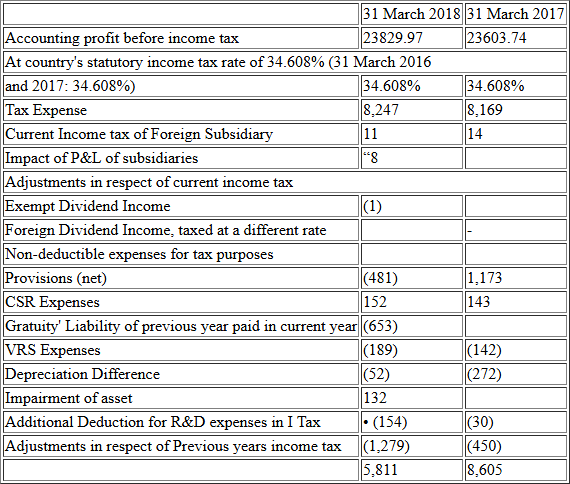 31 March 2018 31 March 2017
Accounting profit before income tax 23829.97 23603.74
At country's statutory income tax rate of 34.608% (31 March 2016
and 2017: 34.608%) 34.608% 34.608%
Tax Expense 8,247 8,169
Current Income tax of Foreign Subsidiary 11 14
Impact of P&L of subsidiaries “8
Adjustments in respect of current income tax
Exempt Dividend Income (1)
Foreign Dividend Income, taxed at a different rate -
Non-deductible expenses for tax purposes
Provisions (net) (481) 1,173
CSR Expenses 152 143
Gratuity' Liability of previous year paid in current year (653)
VRS Expenses (189) (142)
Depreciation Difference (52) (272)
Impairment of asset 132
Additional Deduction for R&D expenses in I Tax • (154) (30)
Adjustments in respect of Previous years income tax (1,279) (450)
5,811 8,605